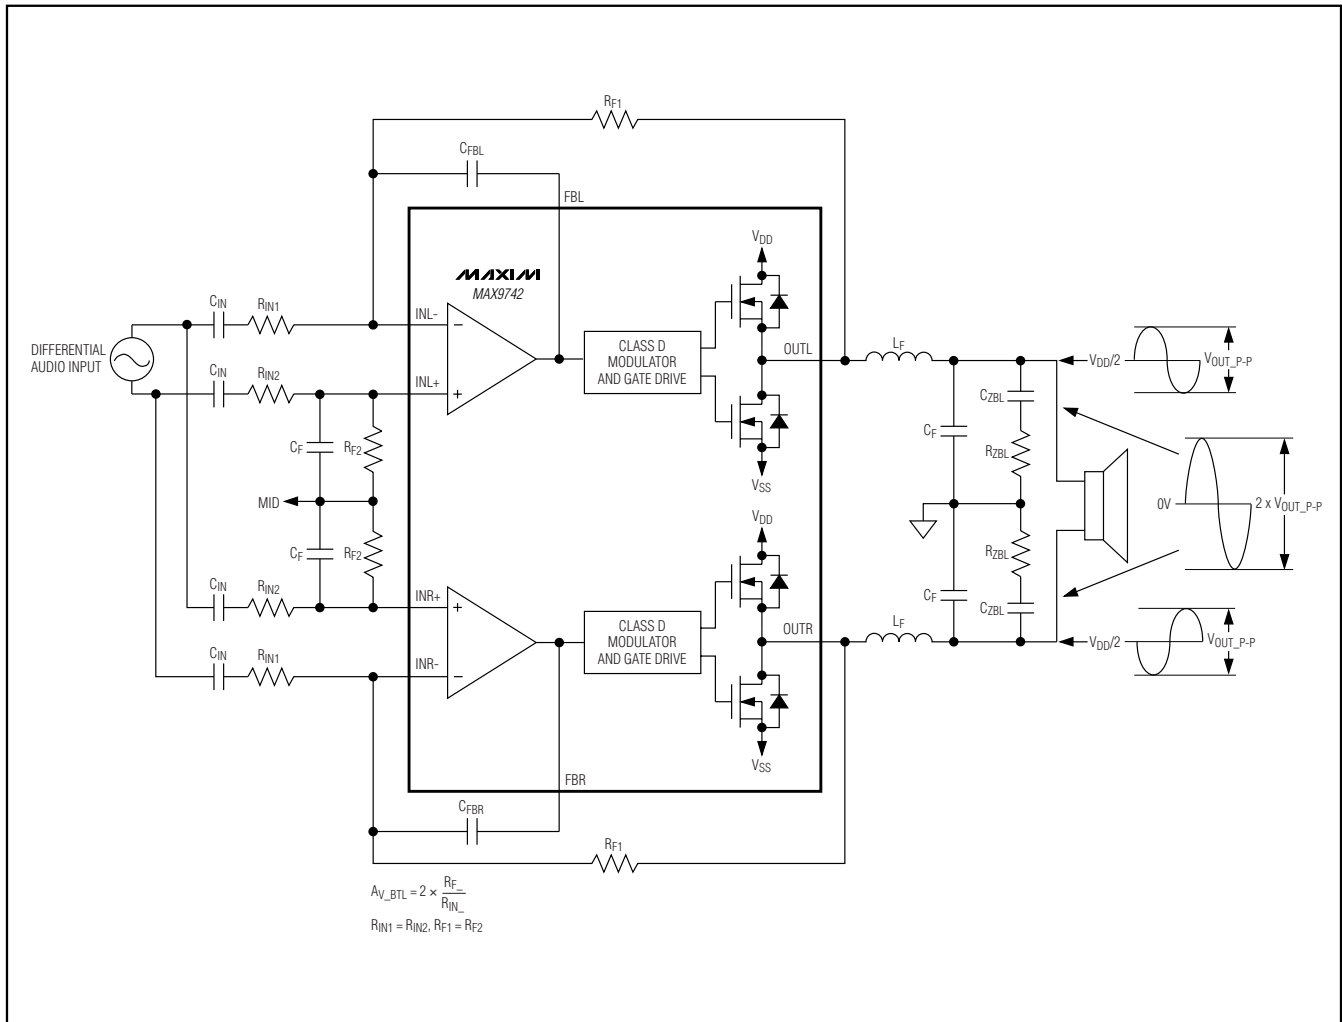 RF1
CFBL
FBL
VDD
MAXIM
MAX9742
CIN
RIN1
INL-
−
DIFFERENTIAL
AUDIO INPUT
CLASS D
MODULATOR
AND GATE DRIVE
OUTL
LF
VDD/2
VOUT_P-P
CIN
RIN2
INL+
+
CZBL
CF
RF2
CF
RZBL
VSS
MID
VDD
0V
2 x VOUT_P-P
CF
RF2
RZBL
CIN
RIN2
INR+
+
CF
CZBL
CLASS D
MODULATOR
AND GATE DRIVE
OUTR
LF
VDD/2
VOUT_P-P
CIN
RIN1
INR-
−
VSS
FBR
CFBR
RF1
AV_BTL = 2 × RF_
RIN_
RIN1 = RIN2, RF1 = RF2